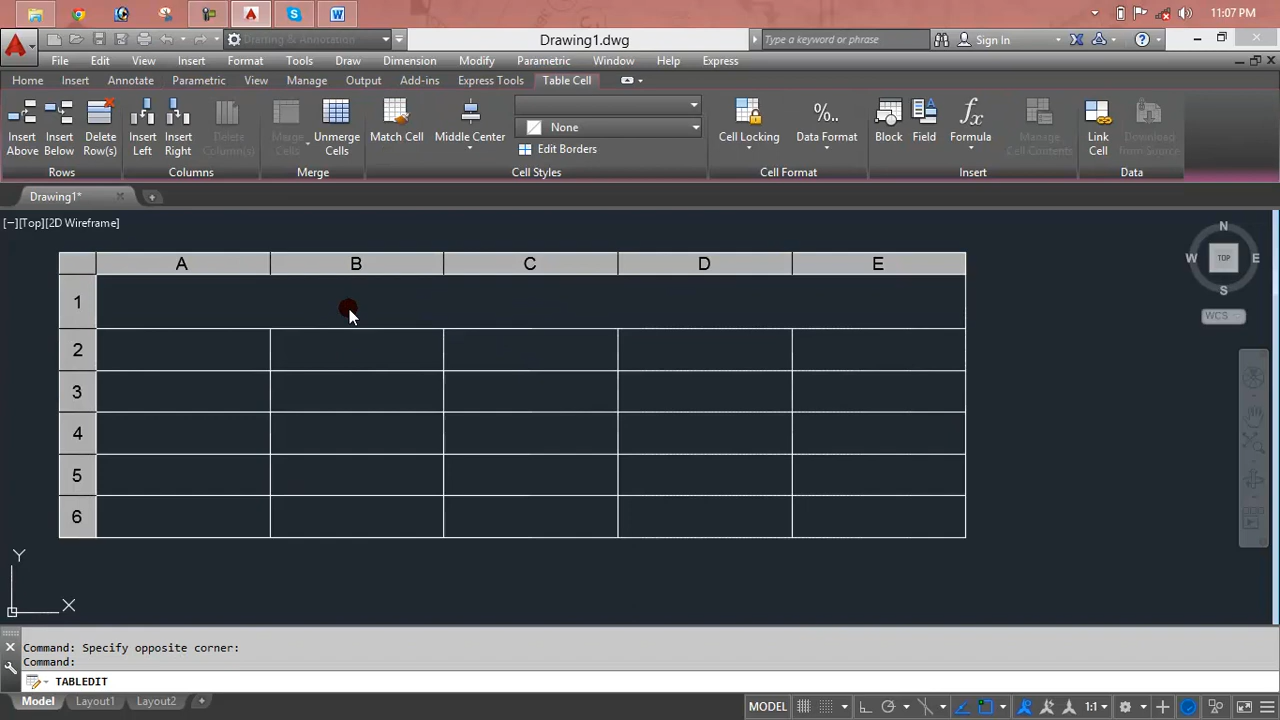 11:07 PM
Drafting & Annotation
Drawing1.dwg
Type a keyword or phrase
Sign In
File Edit View Insert Format Tools Draw Dimension Modify Parametric Window Help Express
Home Insert Annotate Parametric View Manage Output Add-ins Express Tools Table Cell
Insert Above
Insert Below
Delete Row(s)
Insert Left
Insert Right
Delete Column(s)
Merge Cells
Unmerge Cells
Match Cell
Middle Center
None
Edit Borders
Cell Locking
Data Format
Block
Field
Formula
Manage Cell Contents
Link Cell
Download from Source
Rows Columns Merge Cell Styles Cell Format Insert Data
Drawing1*
[−][Top][2D Wireframe]
N
W TOP E
S
WCS
A B C D E
1
2
3
4
5
6
Y
X
Command: Specify opposite corner:
Command:
TABLEDIT
Model Layout1 Layout2
MODEL
1:1